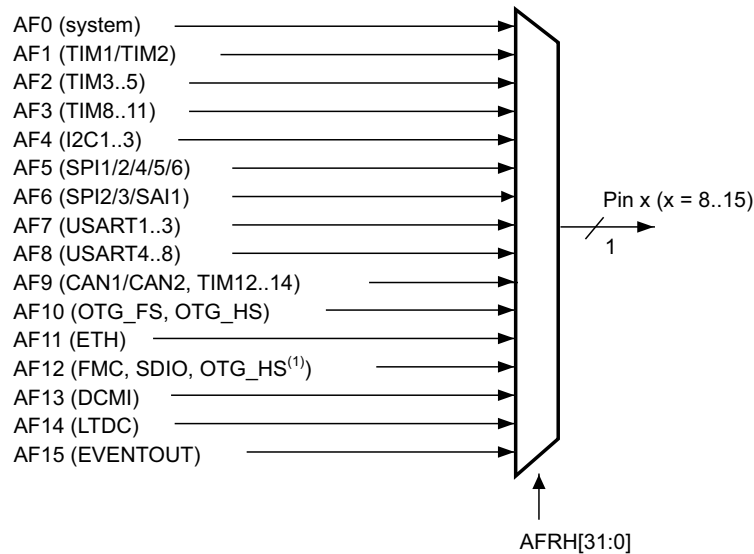 AF0 (system)
AF1 (TIM1/TIM2)
AF2 (TIM3..5)
AF3 (TIM8..11)
AF4 (I2C1..3)
AF5 (SPI1/2/4/5/6)
AF6 (SPI2/3/SAI1)
AF7 (USART1..3)
AF8 (USART4..8)
AF9 (CAN1/CAN2, TIM12..14)
AF10 (OTG_FS, OTG_HS)
AF11 (ETH)
AF12 (FMC, SDIO, OTG_HS(1))
AF13 (DCMI)
AF14 (LTDC)
AF15 (EVENTOUT)
Pin x (x = 8..15)
1
AFRH[31:0]